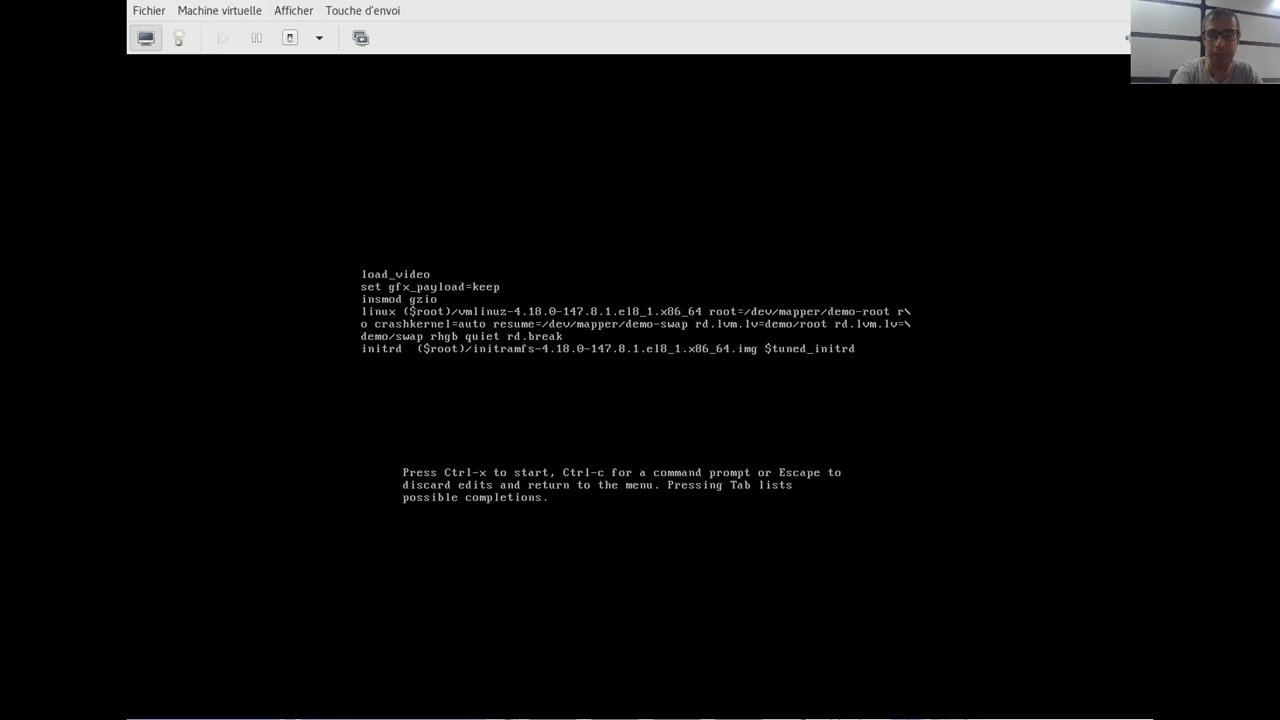 Fichier Machine virtuelle Afficher Touche d'envoi
load_video
set gfx_payload=keep
insmod gzio
linux ($root)/vmlinuz-4.18.0-147.8.1.el8_1.x86_64 root=/dev/mapper/demo-root r\
o crashkernel=auto resume=/dev/mapper/demo-swap rd.lvm.lv=demo/root rd.lvm.lv=\
demo/swap rhgb quiet rd.break
initrd  ($root)/initramfs-4.18.0-147.8.1.el8_1.x86_64.img $tuned_initrd
Press Ctrl-x to start, Ctrl-c for a command prompt or Escape to
discard edits and return to the menu. Pressing Tab lists
possible completions.